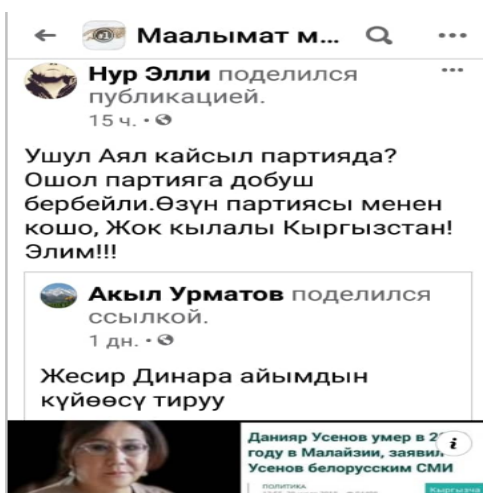 Маалымат м...
Нур Элли поделился
публикацией.
15 ч. •
Ушул Аял кайсыл партияда?
Ошол партияга добуш
бербейли.Өзүн партиясы менен
кошо, Жок кылалы Кыргызстан!
Элим!!!
Акыл Урматов поделился
ссылкой.
1 дн. •
Жесир Динара айымдын
күйөөсү тирүү
Данияр Усенов умер в
году в Малайзии, заявил
Усенов белорусским СМИ
ПОЛИТИКА